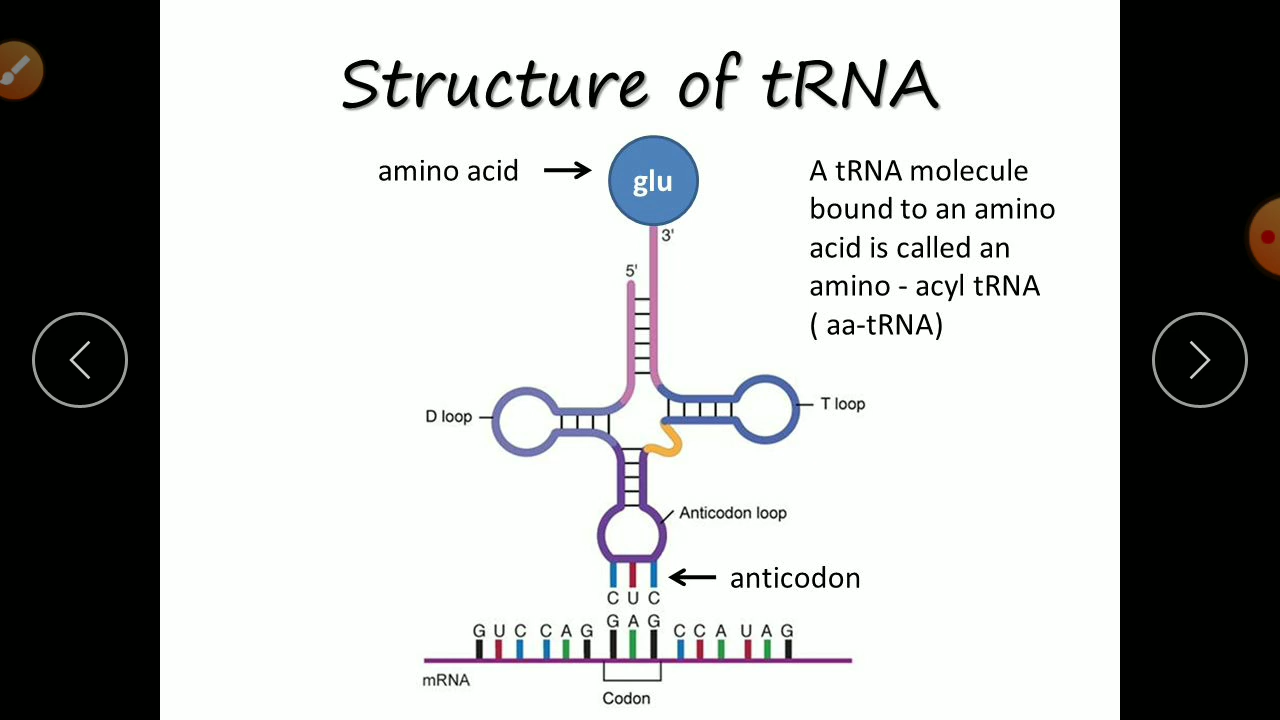 Structure of tRNA
amino acid
glu
A tRNA molecule
bound to an amino
acid is called an
amino - acyl tRNA
( aa-tRNA)
3'
5'
D loop
T loop
Anticodon loop
anticodon
C U C
G U C C A G G A G C C A U A G
mRNA
Codon